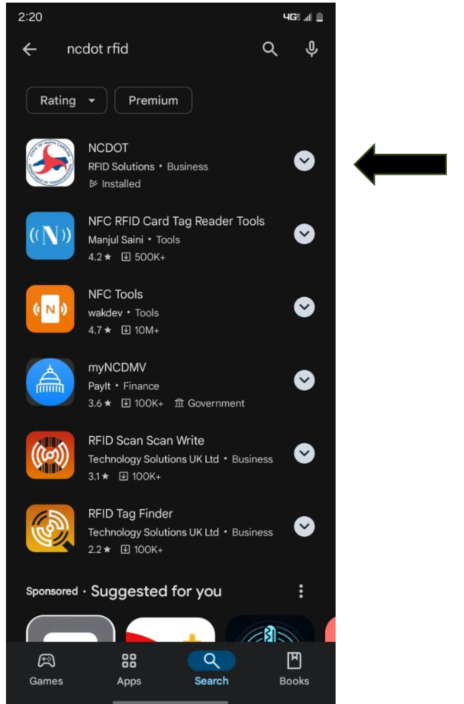 2:20
4GE
ncdot rfid
Rating
Premium
NCDOT
RFID Solutions • Business
Installed
NFC RFID Card Tag Reader Tools
Manjul Saini • Tools
4.2★ 500K+
N
NFC Tools
wakdev • Tools
4.7★ 10M+
N
myNCDMV
PayIt • Finance
3.6★ 100K+ Government
RFID Scan Scan Write
Technology Solutions UK Ltd • Business
3.1★ 100K+
RFID Tag Finder
Technology Solutions UK Ltd • Business
2.2★ 100K+
Sponsored • Suggested for you
Games
Apps
Search
Books